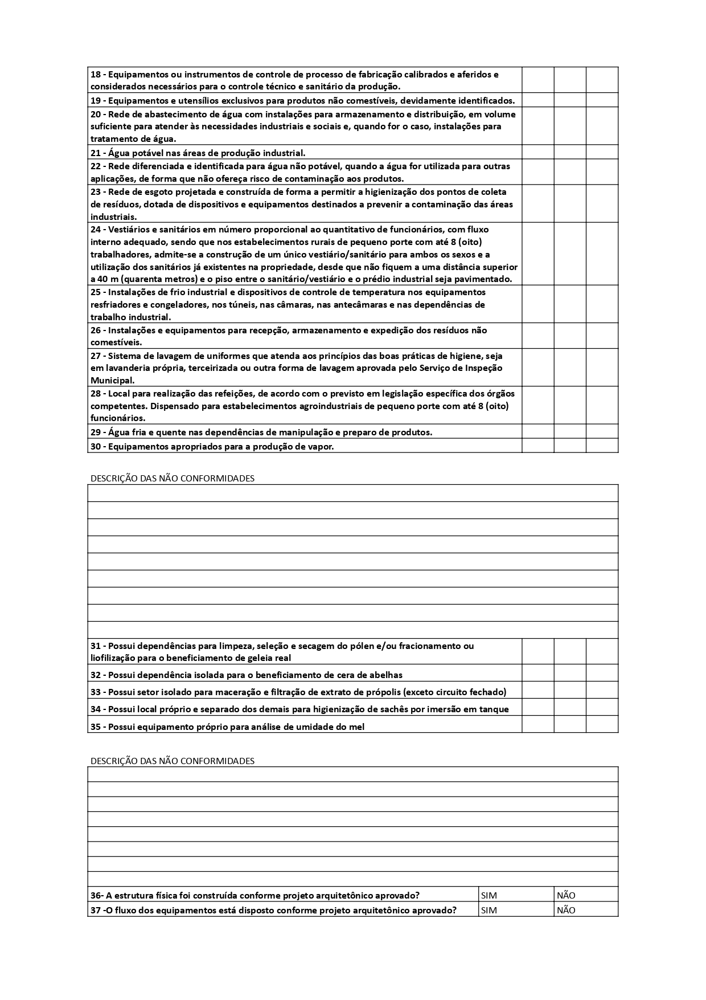 18 - Equipamentos ou instrumentos de controle de processo de fabricação calibrados e aferidos e
considerados necessários para o controle técnico e sanitário da produção.
19 - Equipamentos e utensílios exclusivos para produtos não comestíveis, devidamente identificados.
20 - Rede de abastecimento de água com instalações para armazenamento e distribuição, em volume
suficiente para atender às necessidades industriais e sociais e, quando for o caso, instalações para
tratamento de água.
21 - Água potável nas áreas de produção industrial.
22 - Rede diferenciada e identificada para água não potável, quando a água for utilizada para outras
aplicações, de forma que não ofereça risco de contaminação aos produtos.
23 - Rede de esgoto projetada e construída de forma a permitir a higienização dos pontos de coleta
de resíduos, dotada de dispositivos e equipamentos destinados a prevenir a contaminação das áreas
industriais.
24 - Vestiários e sanitários em número proporcional ao quantitativo de funcionários, com fluxo
interno adequado, sendo que nos estabelecimentos rurais de pequeno porte com até 8 (oito)
trabalhadores, admite-se a construção de um único vestiário/sanitário para ambos os sexos e a
utilização dos sanitários já existentes na propriedade, desde que não fiquem a uma distância superior
a 40 m (quarenta metros) e o piso entre o sanitário/vestiário e o prédio industrial seja pavimentado.
25 - Instalações de frio industrial e dispositivos de controle de temperatura nos equipamentos
resfriadores e congeladores, nos túneis, nas câmaras, nas antecâmaras e nas dependências de
trabalho industrial.
26 - Instalações e equipamentos para recepção, armazenamento e expedição dos resíduos não
comestíveis.
27 - Sistema de lavagem de uniformes que atenda aos princípios das boas práticas de higiene, seja
em lavanderia própria, terceirizada ou outra forma de lavagem aprovada pelo Serviço de Inspeção
Municipal.
28 - Local para realização das refeições, de acordo com o previsto em legislação específica dos órgãos
competentes. Dispensado para estabelecimentos agroindustriais de pequeno porte com até 8 (oito)
funcionários.
29 - Água fria e quente nas dependências de manipulação e preparo de produtos.
30 - Equipamentos apropriados para a produção de vapor.
DESCRIÇÃO DAS NÃO CONFORMIDADES
31 - Possui dependências para limpeza, seleção e secagem do pólen e/ou fracionamento ou
liofilização para o beneficiamento de geleia real
32 - Possui dependência isolada para o beneficiamento de cera de abelhas
33 - Possui setor isolado para maceração e filtração de extrato de própolis (exceto circuito fechado)
34 - Possui local próprio e separado dos demais para higienização de sachês por imersão em tanque
35 - Possui equipamento próprio para análise de umidade do mel
DESCRIÇÃO DAS NÃO CONFORMIDADES
36- A estrutura física foi construída conforme projeto arquitetônico aprovado? SIM NÃO
37 -O fluxo dos equipamentos está disposto conforme projeto arquitetônico aprovado? SIM NÃO